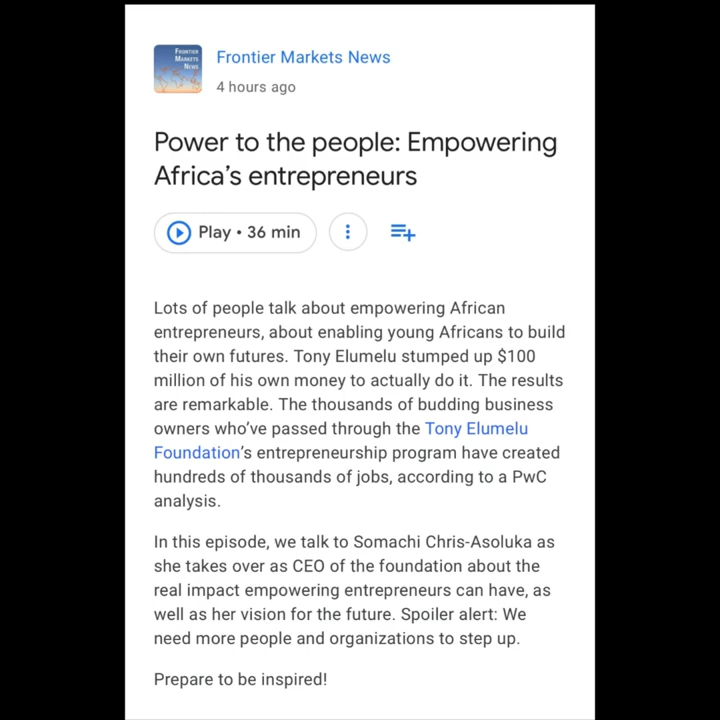 FRONTIER
MARKETS
NEWS
Frontier Markets News
4 hours ago
Power to the people: Empowering
Africa’s entrepreneurs
Play • 36 min
Lots of people talk about empowering African
entrepreneurs, about enabling young Africans to build
their own futures. Tony Elumelu stumped up $100
million of his own money to actually do it. The results
are remarkable. The thousands of budding business
owners who’ve passed through the Tony Elumelu
Foundation’s entrepreneurship program have created
hundreds of thousands of jobs, according to a PwC
analysis.
In this episode, we talk to Somachi Chris-Asoluka as
she takes over as CEO of the foundation about the
real impact empowering entrepreneurs can have, as
well as her vision for the future. Spoiler alert: We
need more people and organizations to step up.
Prepare to be inspired!